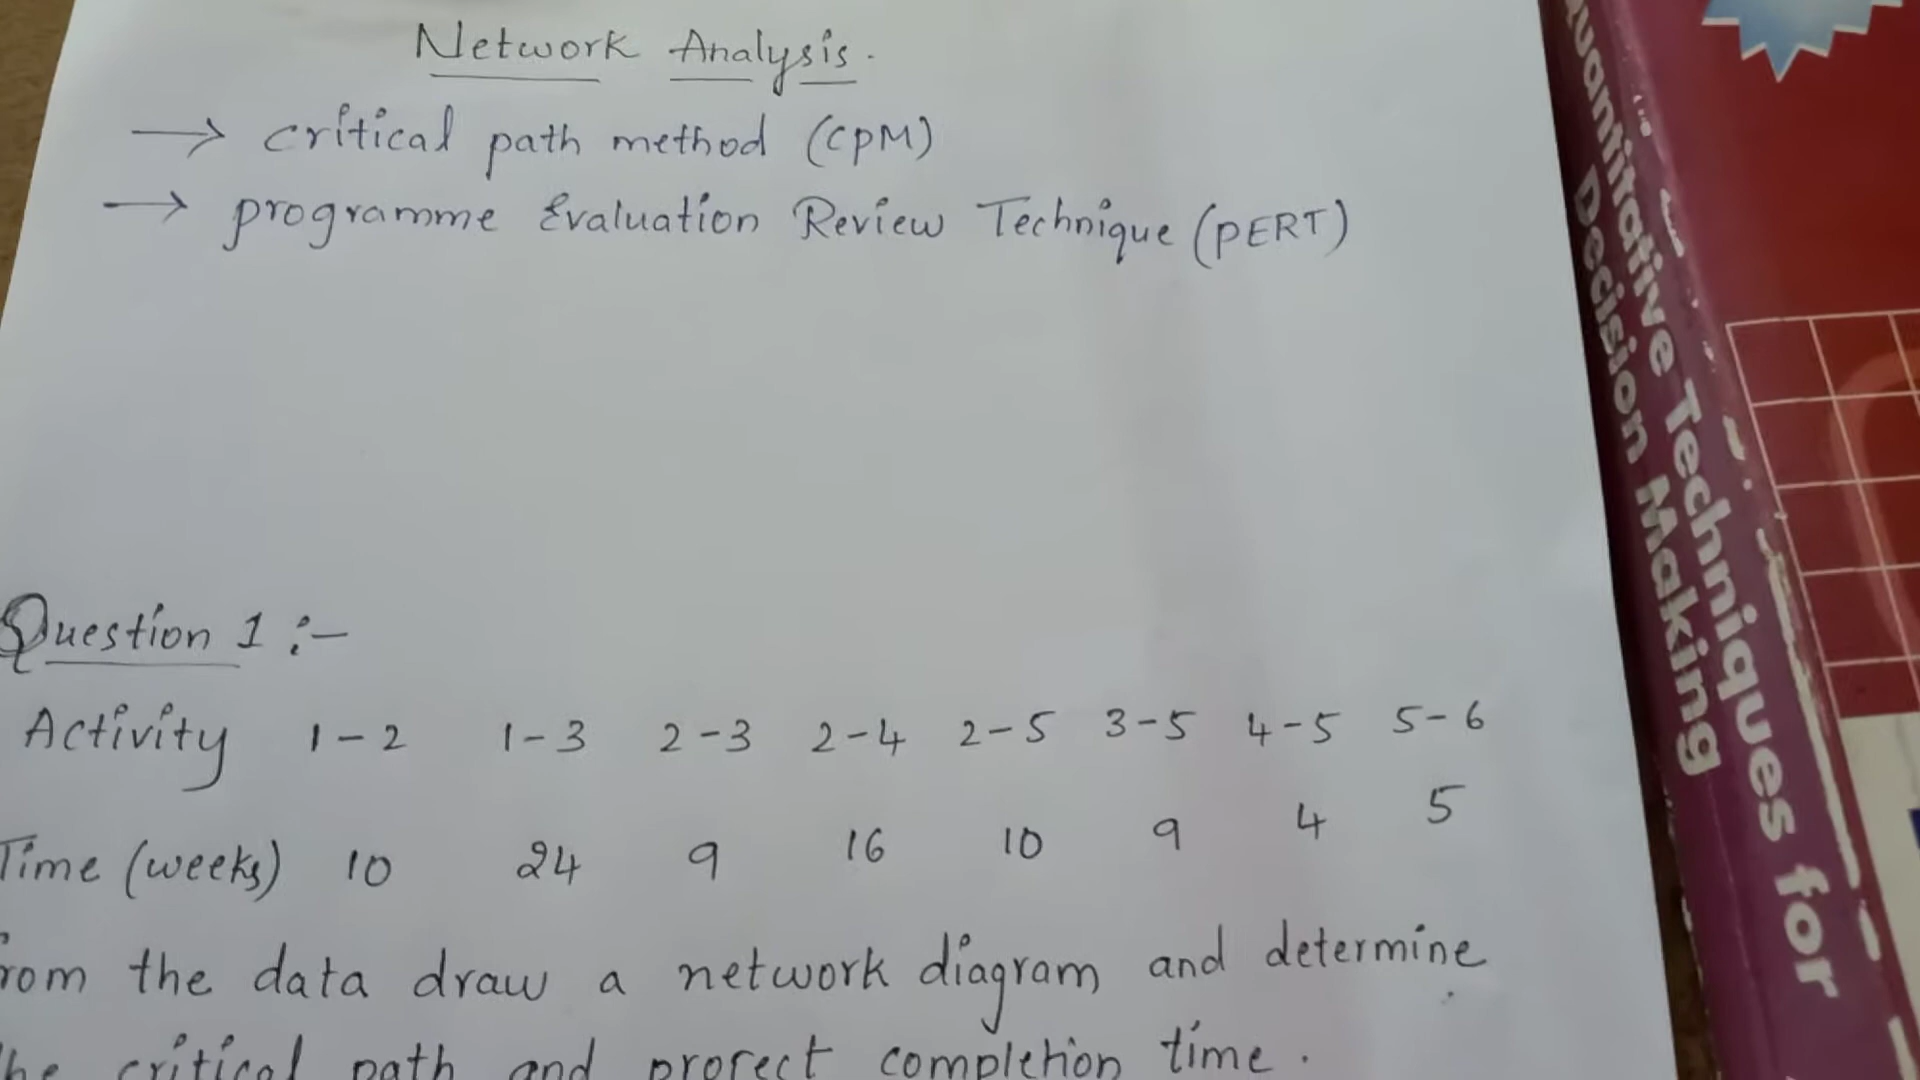 Network Analysis.
→ critical path method (CPM)
→ programme Evaluation Review Technique (PERT)
Question 1 :-
Activity 1-2 1-3 2-3 2-4 2-5 3-5 4-5 5-6
Time (weeks) 10 24 9 16 10 9 4 5
rom the data draw a network diagram and determine
he critical path and project completion time.
Quantitative Techniques for
Decision Making